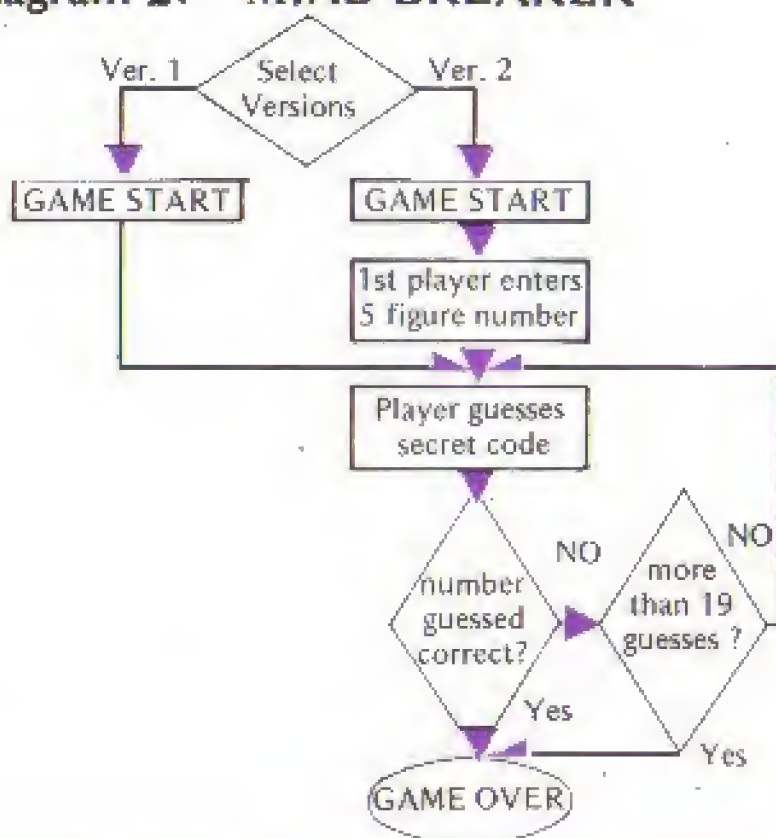 Ver. 1
Select
Versions
Ver. 2
GAME START
GAME START
1st player enters
5 figure number
Player guesses
secret code
number
guessed
correct?
NO
more
than 19
guesses ?
NO
Yes
Yes
GAME OVER